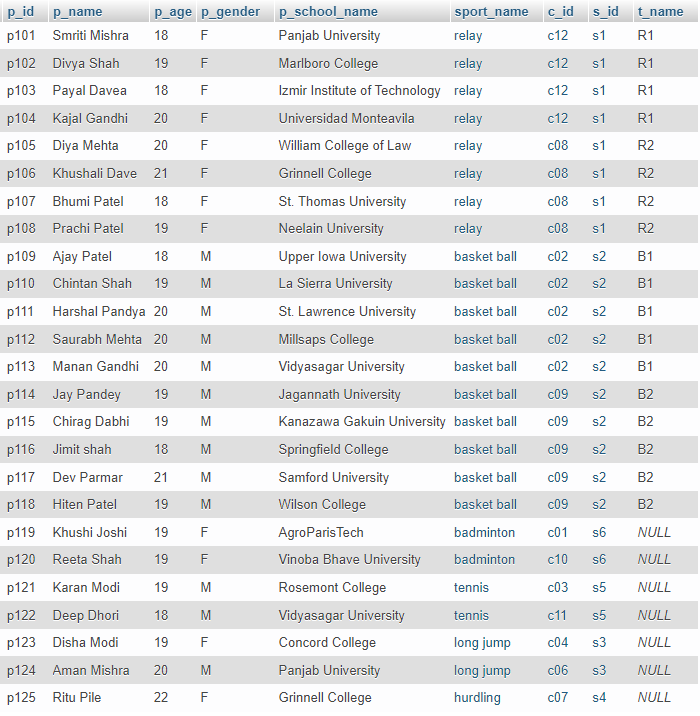 p_id p_name p_age p_gender p_school_name sport_name c_id s_id t_name
p101 Smriti Mishra 18 F Panjab University relay c12 s1 R1
p102 Divya Shah 19 F Marlboro College relay c12 s1 R1
p103 Payal Davea 18 F Izmir Institute of Technology relay c12 s1 R1
p104 Kajal Gandhi 20 F Universidad Monteavila relay c12 s1 R1
p105 Diya Mehta 20 F William College of Law relay c08 s1 R2
p106 Khushali Dave 21 F Grinnell College relay c08 s1 R2
p107 Bhumi Patel 18 F St. Thomas University relay c08 s1 R2
p108 Prachi Patel 19 F Neelain University relay c08 s1 R2
p109 Ajay Patel 18 M Upper Iowa University basket ball c02 s2 B1
p110 Chintan Shah 19 M La Sierra University basket ball c02 s2 B1
p111 Harshal Pandya 20 M St. Lawrence University basket ball c02 s2 B1
p112 Saurabh Mehta 20 M Millsaps College basket ball c02 s2 B1
p113 Manan Gandhi 20 M Vidyasagar University basket ball c02 s2 B1
p114 Jay Pandey 19 M Jagannath University basket ball c09 s2 B2
p115 Chirag Dabhi 19 M Kanazawa Gakuin University basket ball c09 s2 B2
p116 Jimit shah 18 M Springfield College basket ball c09 s2 B2
p117 Dev Parmar 21 M Samford University basket ball c09 s2 B2
p118 Hiten Patel 19 M Wilson College basket ball c09 s2 B2
p119 Khushi Joshi 19 F AgroParisTech badminton c01 s6 NULL
p120 Reeta Shah 19 F Vinoba Bhave University badminton c10 s6 NULL
p121 Karan Modi 19 M Rosemont College tennis c03 s5 NULL
p122 Deep Dhori 18 M Vidyasagar University tennis c11 s5 NULL
p123 Disha Modi 19 F Concord College long jump c04 s3 NULL
p124 Aman Mishra 20 M Panjab University long jump c06 s3 NULL
p125 Ritu Pile 22 F Grinnell College hurdling c07 s4 NULL